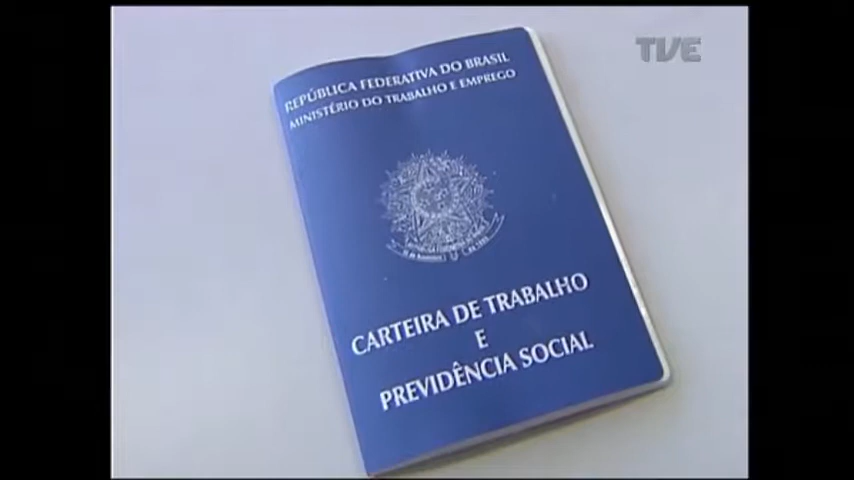 TVE
REPÚBLICA FEDERATIVA DO BRASIL
MINISTÉRIO DO TRABALHO E EMPREGO
CARTEIRA DE TRABALHO
E
PREVIDÊNCIA SOCIAL